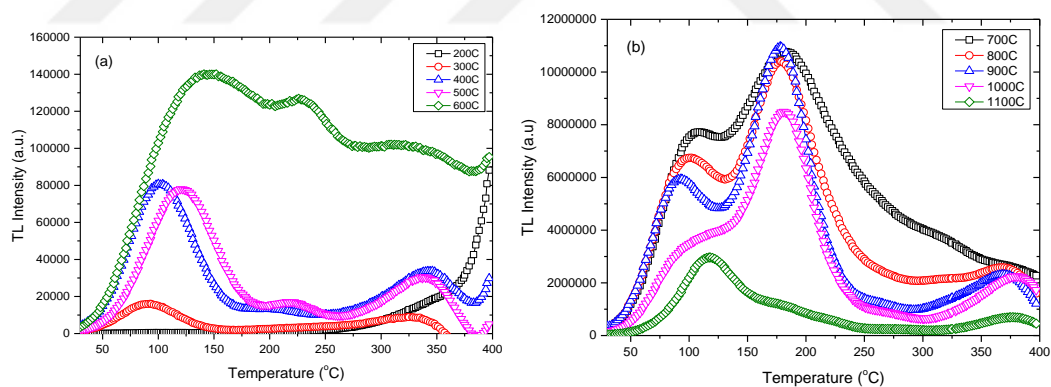 (a)
200C
300C
400C
500C
600C
TL Intensity (a.u.)
160000
140000
120000
100000
80000
60000
40000
20000
0
50 100 150 200 250 300 350 400
Temperature (°C)
(b)
700C
800C
900C
1000C
1100C
TL Intensity (a.u)
12000000
10000000
8000000
6000000
4000000
2000000
0
50 100 150 200 250 300 350 400
Temperature (°C)